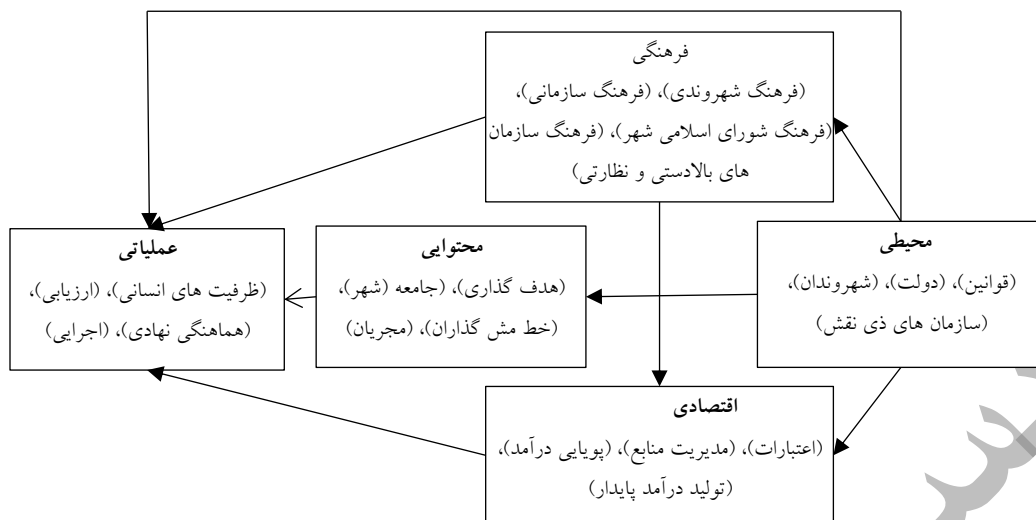 فرهنگی
(فرهنگ شهروندی)، (فرهنگ سازمانی)،
(فرهنگ شورای اسلامی شهر)، (فرهنگ سازمان
های بالادستی و نظارتی)
محیطی
(قوانین)، (دولت)، (شهروندان)،
(سازمان های ذی نقش)
محتوایی
(هدف گذاری)، (جامعه (شهر)،
(خط مش گذاران)، (مجریان)
عملیاتی
(ظرفیت های انسانی)، (ارزیابی)،
(هماهنگی نهادی)، (اجرایی)
اقتصادی
(اعتبارات)، (مدیریت منابع)، (پویایی درآمد)،
(تولید درآمد پایدار)